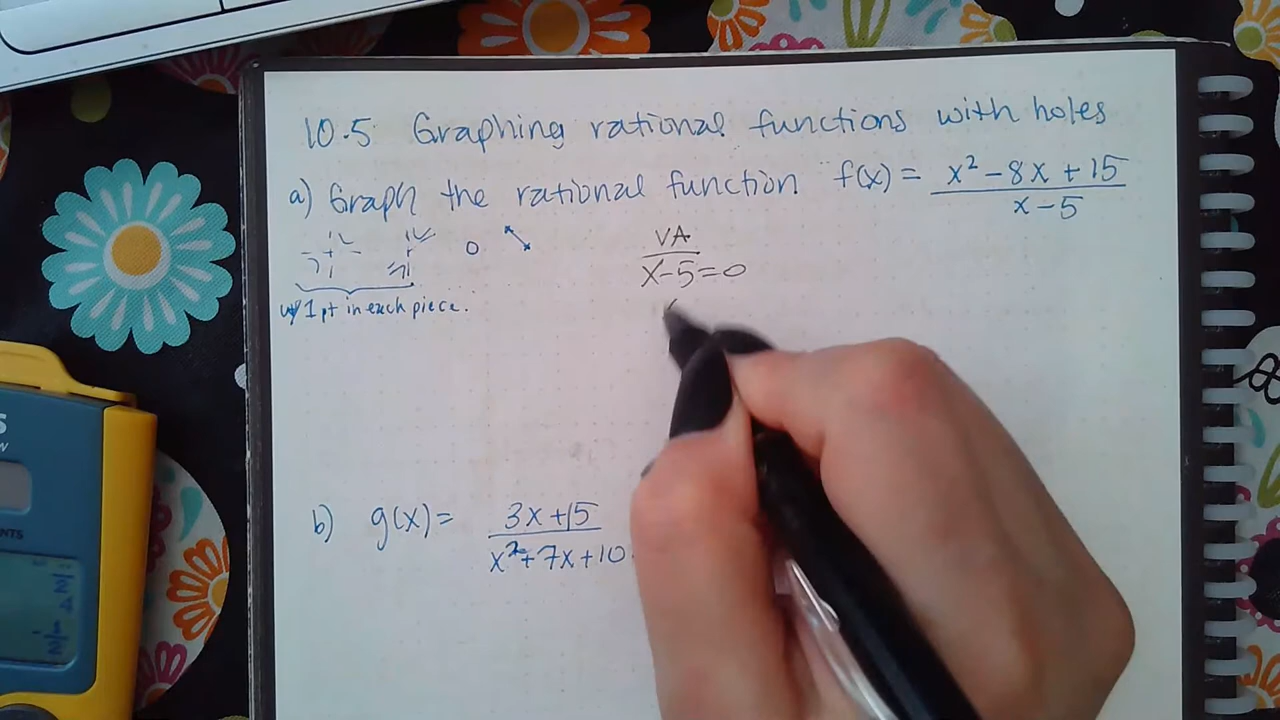 10.5 Graphing rational functions with holes
a) Graph the rational function f(x) = x² - 8x + 15
x - 5
VA
x - 5 = 0
w/ 1 pt in each piece.
b) g(x) = 3x + 15
x² + 7x + 10